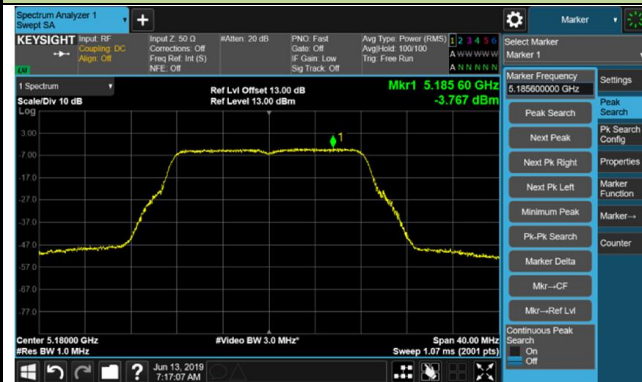 Spectrum Analyzer 1
Swept SA
Marker
KEYSIGHT
Input: RF
Coupling: DC
Align: Off
Input Z: 50 Ω
Corrections: Off
Freq Ref: Int (S)
NFE: Off
#Atten: 20 dB
PNO: Fast
Gate: Off
IF Gain: Low
Sig Track: Off
Avg Type: Power (RMS)
Avg|Hold: 100/100
Trig: Free Run
1 2 3 4 5 6
A W W W W W
A N N N N N
Select Marker
Marker 1
1 Spectrum
Scale/Div 10 dB
Log
Ref Lvl Offset 13.00 dB
Ref Level 13.00 dBm
Mkr1 5.185 60 GHz
-3.767 dBm
3.00
-7.00
-17.0
-27.0
-37.0
-47.0
-57.0
-67.0
-77.0
1
Center 5.18000 GHz
#Res BW 1.0 MHz
#Video BW 3.0 MHz*
Span 40.00 MHz
Sweep 1.07 ms (2001 pts)
Marker Frequency
5.185600000 GHz
Peak Search
Next Peak
Next Pk Right
Next Pk Left
Minimum Peak
Pk-Pk Search
Marker Delta
Mkr→CF
Mkr→Ref Lvl
Continuous Peak
Search
On
Off
Settings
Peak
Search
Pk Search
Config
Properties
Marker
Function
Marker→
Counter
Jun 13, 2019
7:17:07 AM